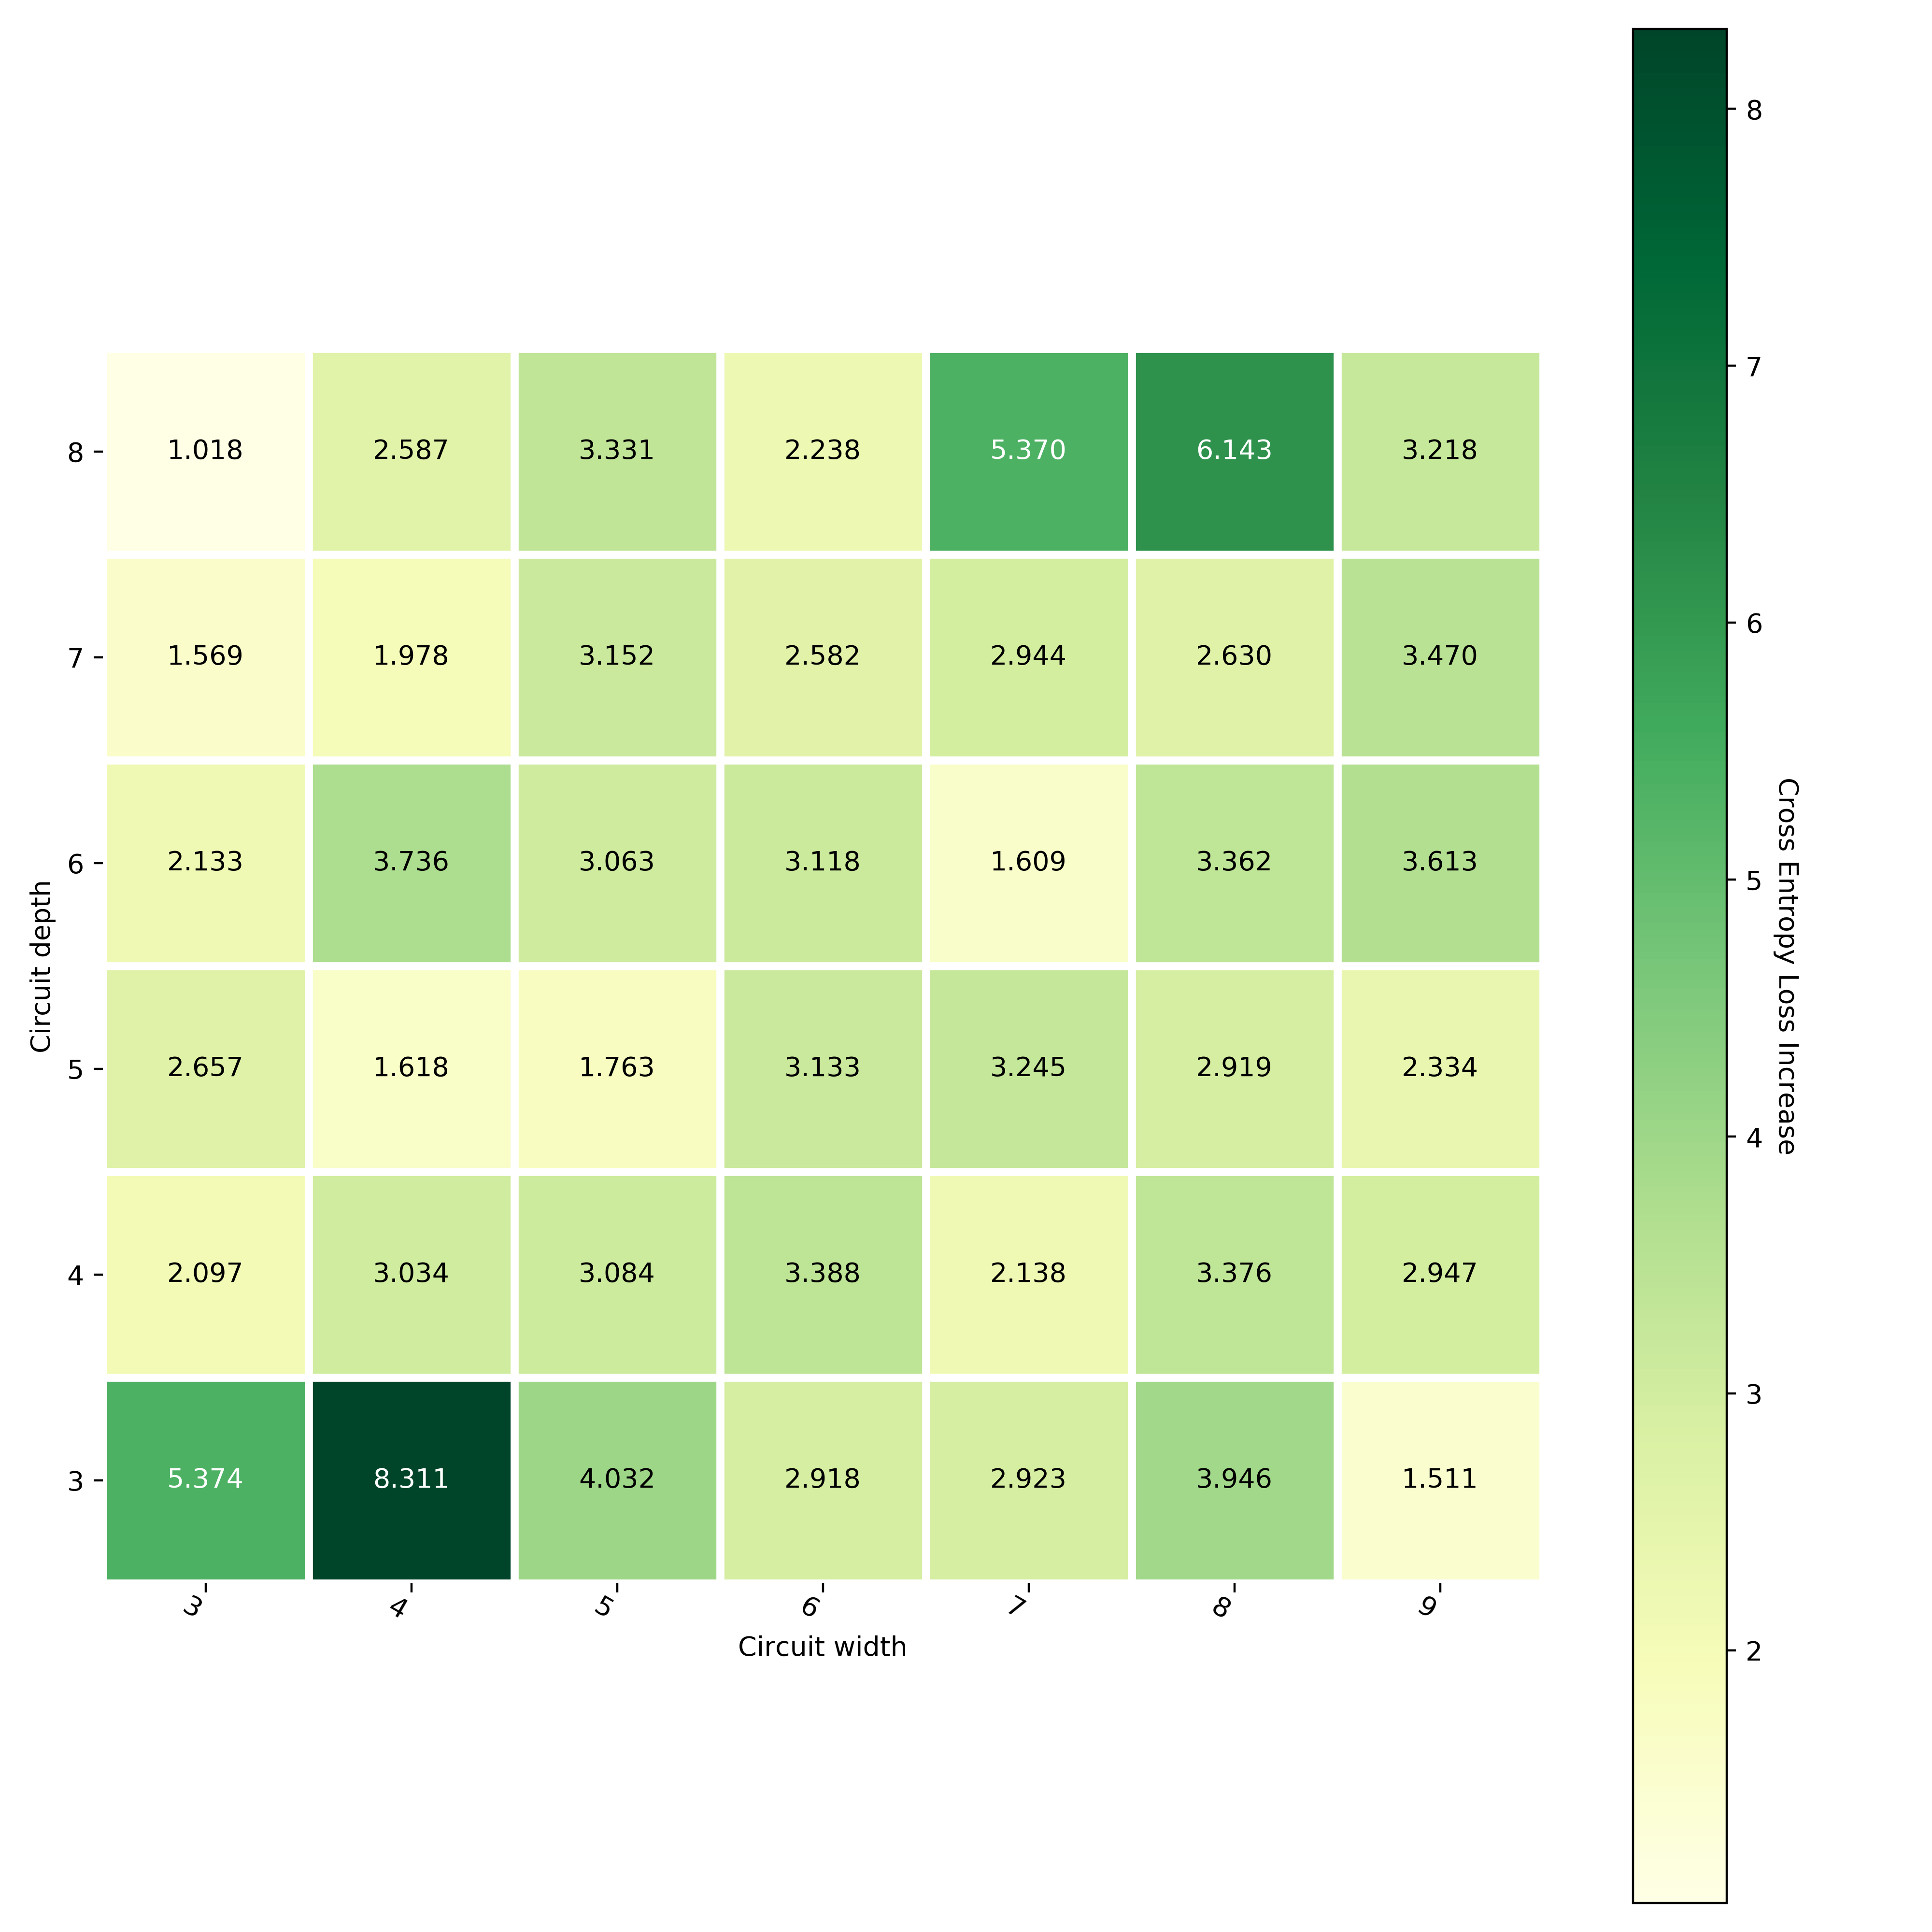 8 1.018 2.587 3.331 2.238 5.370 6.143 3.218
7 1.569 1.978 3.152 2.582 2.944 2.630 3.470
6 2.133 3.736 3.063 3.118 1.609 3.362 3.613
5 2.657 1.618 1.763 3.133 3.245 2.919 2.334
4 2.097 3.034 3.084 3.388 2.138 3.376 2.947
3 5.374 8.311 4.032 2.918 2.923 3.946 1.511
3 4 5 6 7 8 9
Circuit width
Circuit depth
8
7
6
5
4
3
2
Cross Entropy Loss Increase